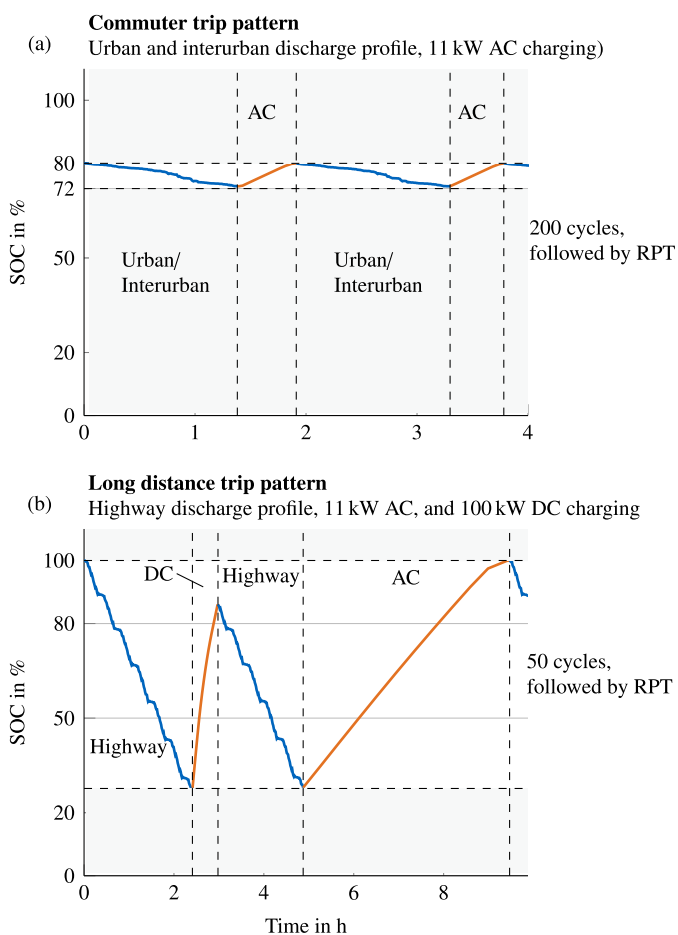 Commuter trip pattern
(a)
Urban and interurban discharge profile, 11 kW AC charging)
100
AC
AC
80
72
SOC in %
50
200 cycles,
followed by RPT
Urban/
Interurban
Urban/
Interurban
20
0
0
1
2
3
4
Long distance trip pattern
(b)
Highway discharge profile, 11 kW AC, and 100 kW DC charging
100
DC
Highway
AC
80
50 cycles,
followed by RPT
SOC in %
50
Highway
20
0
0
2
4
6
8
Time in h